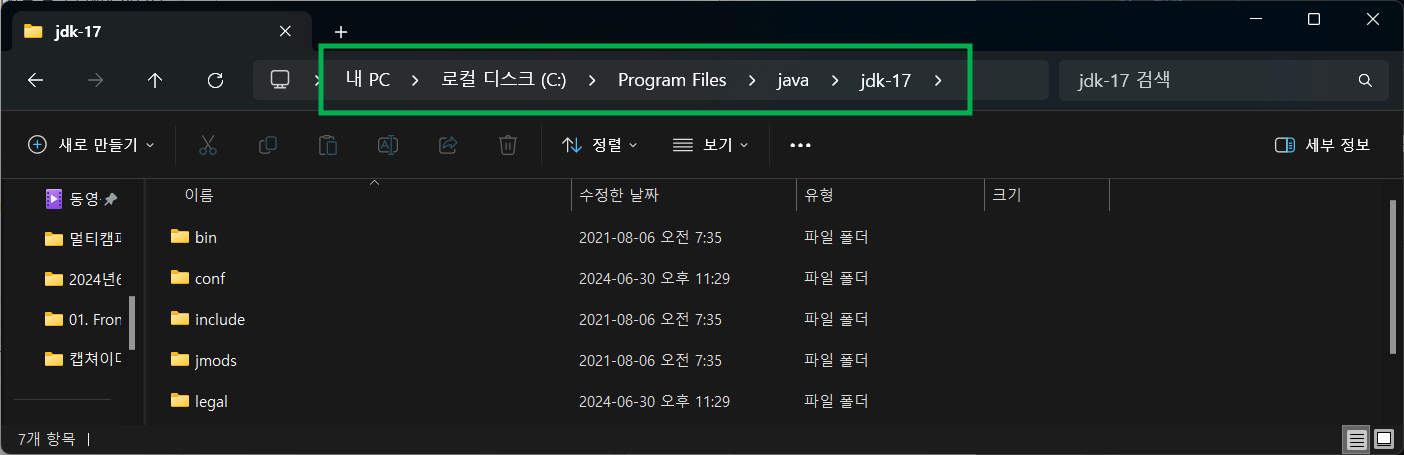 jdk-17
내 PC > 로컬 디스크 (C:) > Program Files > java > jdk-17 >
jdk-17 검색
새로 만들기
정렬
보기
세부 정보
이름 수정한 날짜 유형 크기
동영
멀티캠
2024년6
01. Fron
캡쳐이
bin 2021-08-06 오전 7:35 파일 폴더
conf 2024-06-30 오후 11:29 파일 폴더
include 2021-08-06 오전 7:35 파일 폴더
jmods 2021-08-06 오전 7:35 파일 폴더
legal 2024-06-30 오후 11:29 파일 폴더
7개 항목